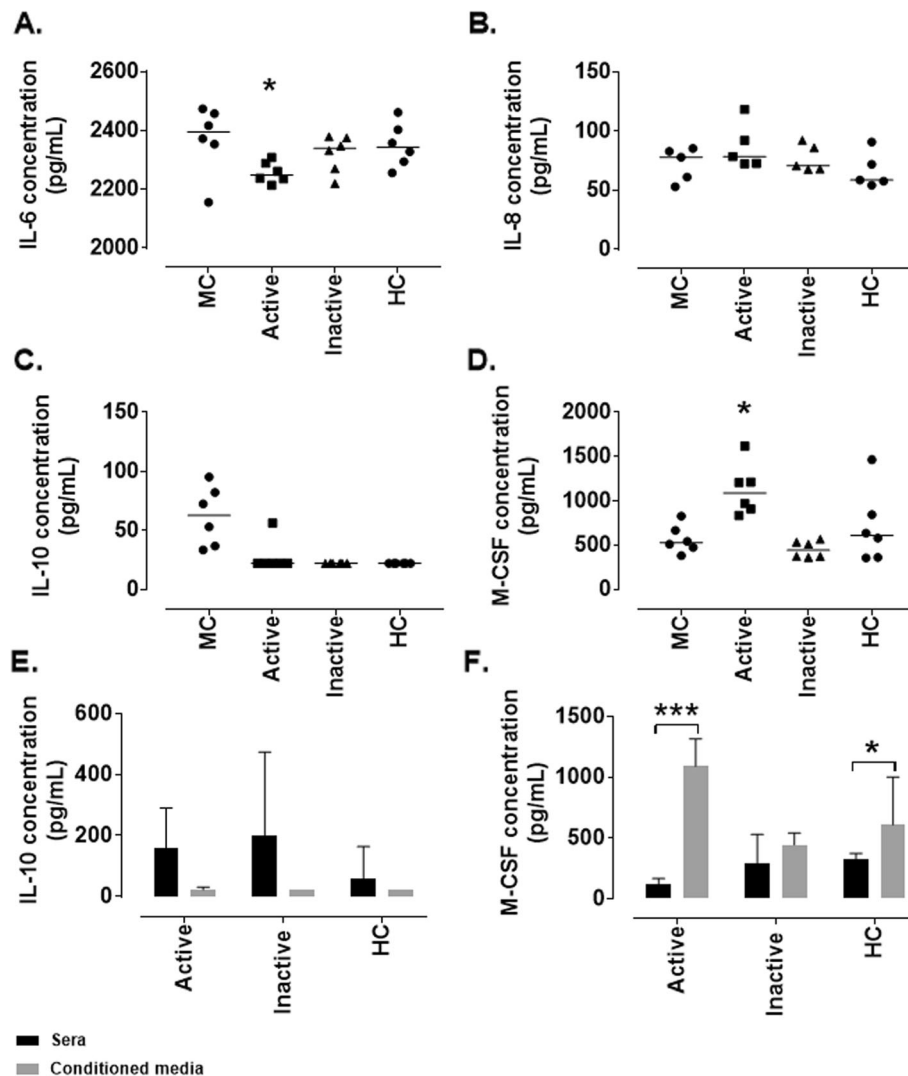 A.
IL-6 concentration
(pg/mL)
2600
2400
2200
2000
*
MC
Active
Inactive
HC
B.
IL-8 concentration
(pg/mL)
150
100
50
0
MC
Active
Inactive
HC
C.
IL-10 concentration
(pg/mL)
150
100
50
0
MC
Active
Inactive
HC
D.
M-CSF concentration
(pg/mL)
2000
1500
1000
500
0
*
MC
Active
Inactive
HC
E.
IL-10 concentration
(pg/mL)
600
400
200
0
Active
Inactive
HC
F.
M-CSF concentration
(pg/mL)
1500
1000
500
0
***
*
Active
Inactive
HC
Sera
Conditioned media